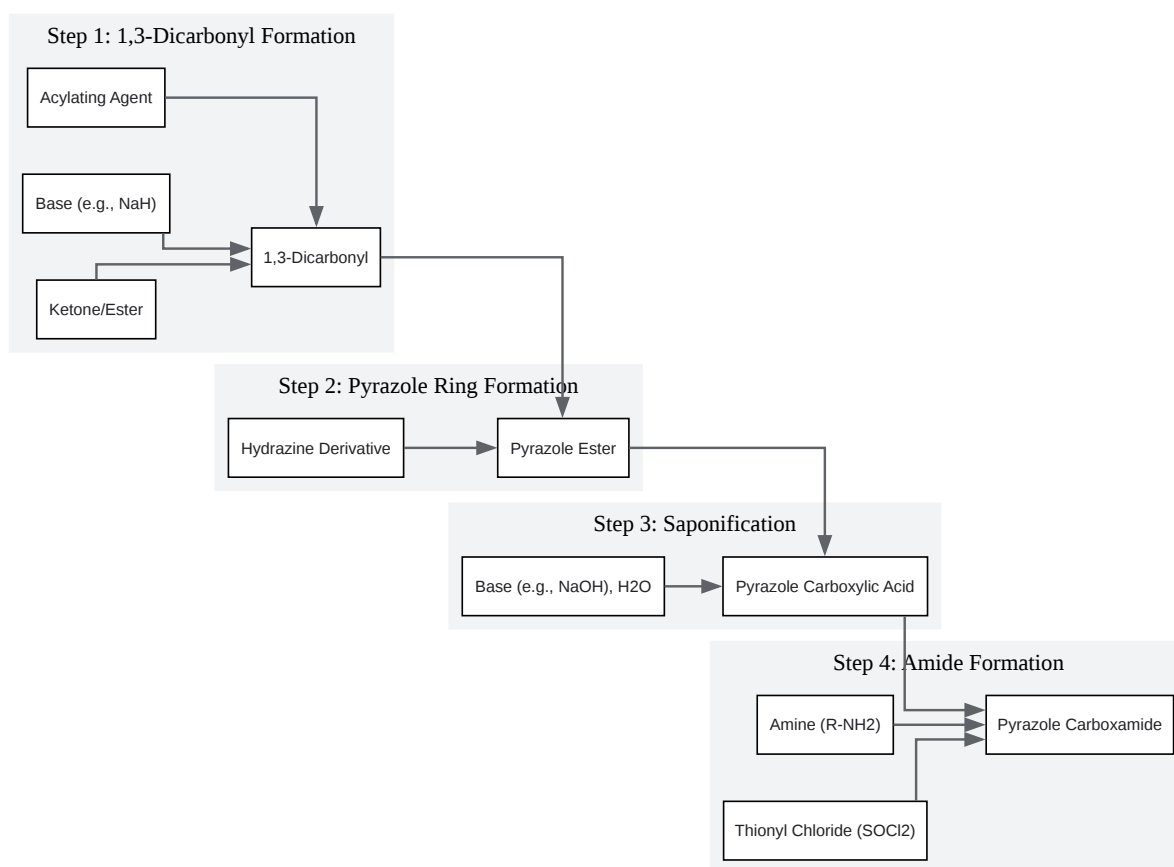 Step 1: 1,3-Dicarbonyl Formation
Acylating Agent
Base (e.g., NaH)
1,3-Dicarbonyl
Ketone/Ester
Step 2: Pyrazole Ring Formation
Hydrazine Derivative
Pyrazole Ester
Step 3: Saponification
Base (e.g., NaOH), H2O
Pyrazole Carboxylic Acid
Step 4: Amide Formation
Amine (R-NH2)
Pyrazole Carboxamide
Thionyl Chloride (SOCl2)